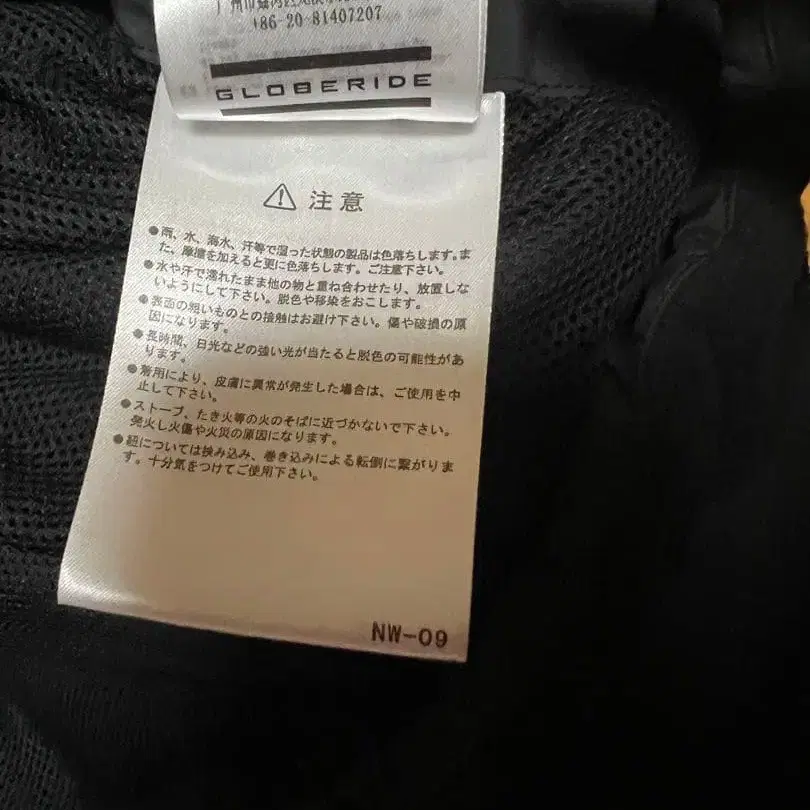 +86-20-81407207
GLOBERIDE
注意
●雨、水、海水、汗等で湿った状態の製品は色落ちします。ま
た、摩擦を加えると更に色落ちします。ご注意下さい。
●水や汗で濡れたまま他の物と重ね合わせたり、放置しな
いようにして下さい。脱色や移染をおこします。
●表面の粗いものとの接触はお避け下さい。傷や破損の原
因になります。
●長時間、日光などの強い光が当たると脱色の可能性があ
ります。
●着用により、皮膚に異常が発生した場合は、ご使用を中
止して下さい。
●ストーブ、たき火等の火のそばに近づかないで下さい。
発火し火傷や火災の原因になります。
●紐については挟み込み、巻き込みによる転倒に繋がりま
す。十分気をつけてご使用下さい。
NW-09